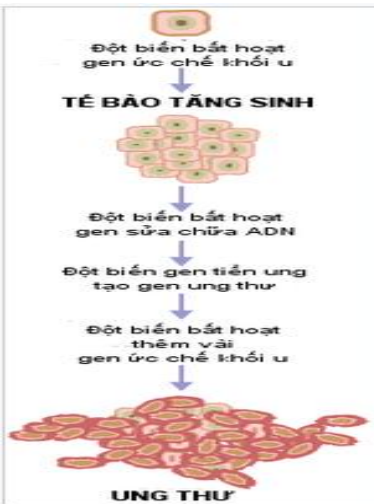 Đột biến bất hoạt
gen ức chế khối u
TẾ BÀO TĂNG SINH
Đột biến bất hoạt
gen sửa chữa ADN
Đột biến gen tiền ung
tạo gen ung thư
Đột biến bất hoạt
thêm vài
gen ức chế khối u
UNG THƯ